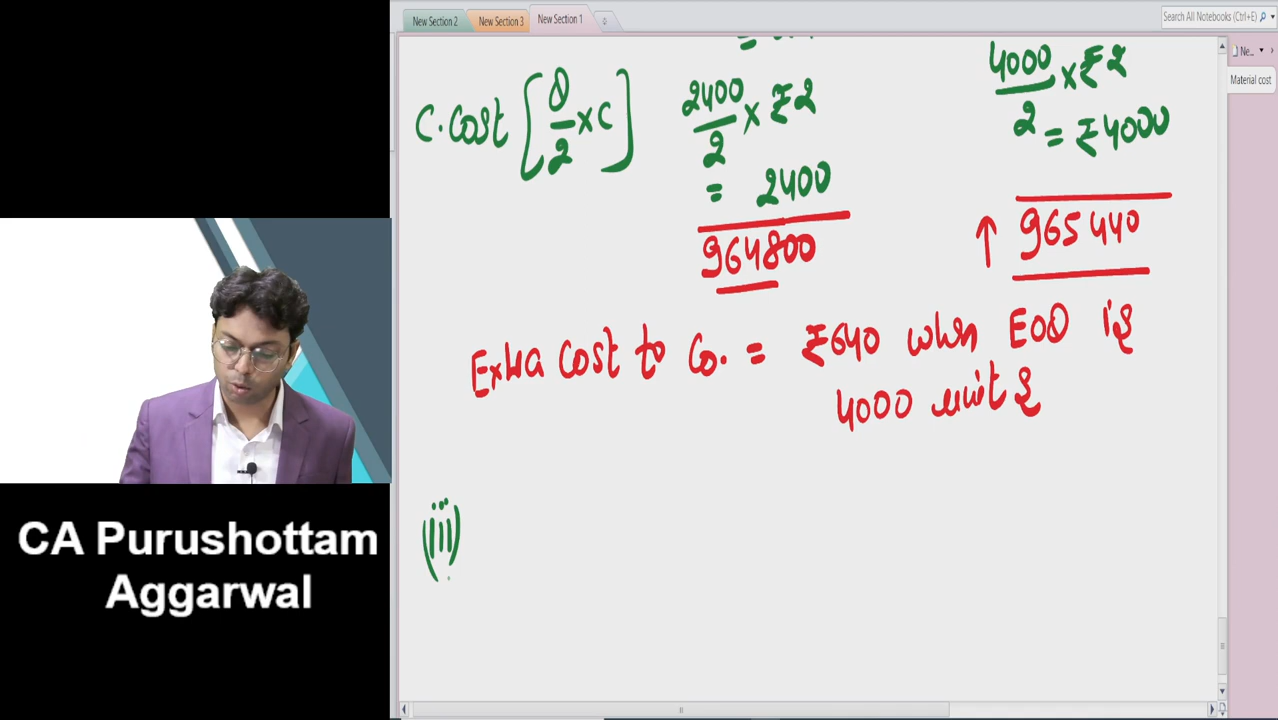 New Section 2
New Section 3
New Section 1
Search All Notebooks (Ctrl+E)
Ne...
Material cost
C. Cost [Q/2 × C]
2400/2 × ₹2
= 2400
964800
4000/2 × ₹2
= ₹4000
↑ 965440
Extra Cost to Co. = ₹640 when EOQ is
4000 units
(iii)
CA Purushottam
Aggarwal